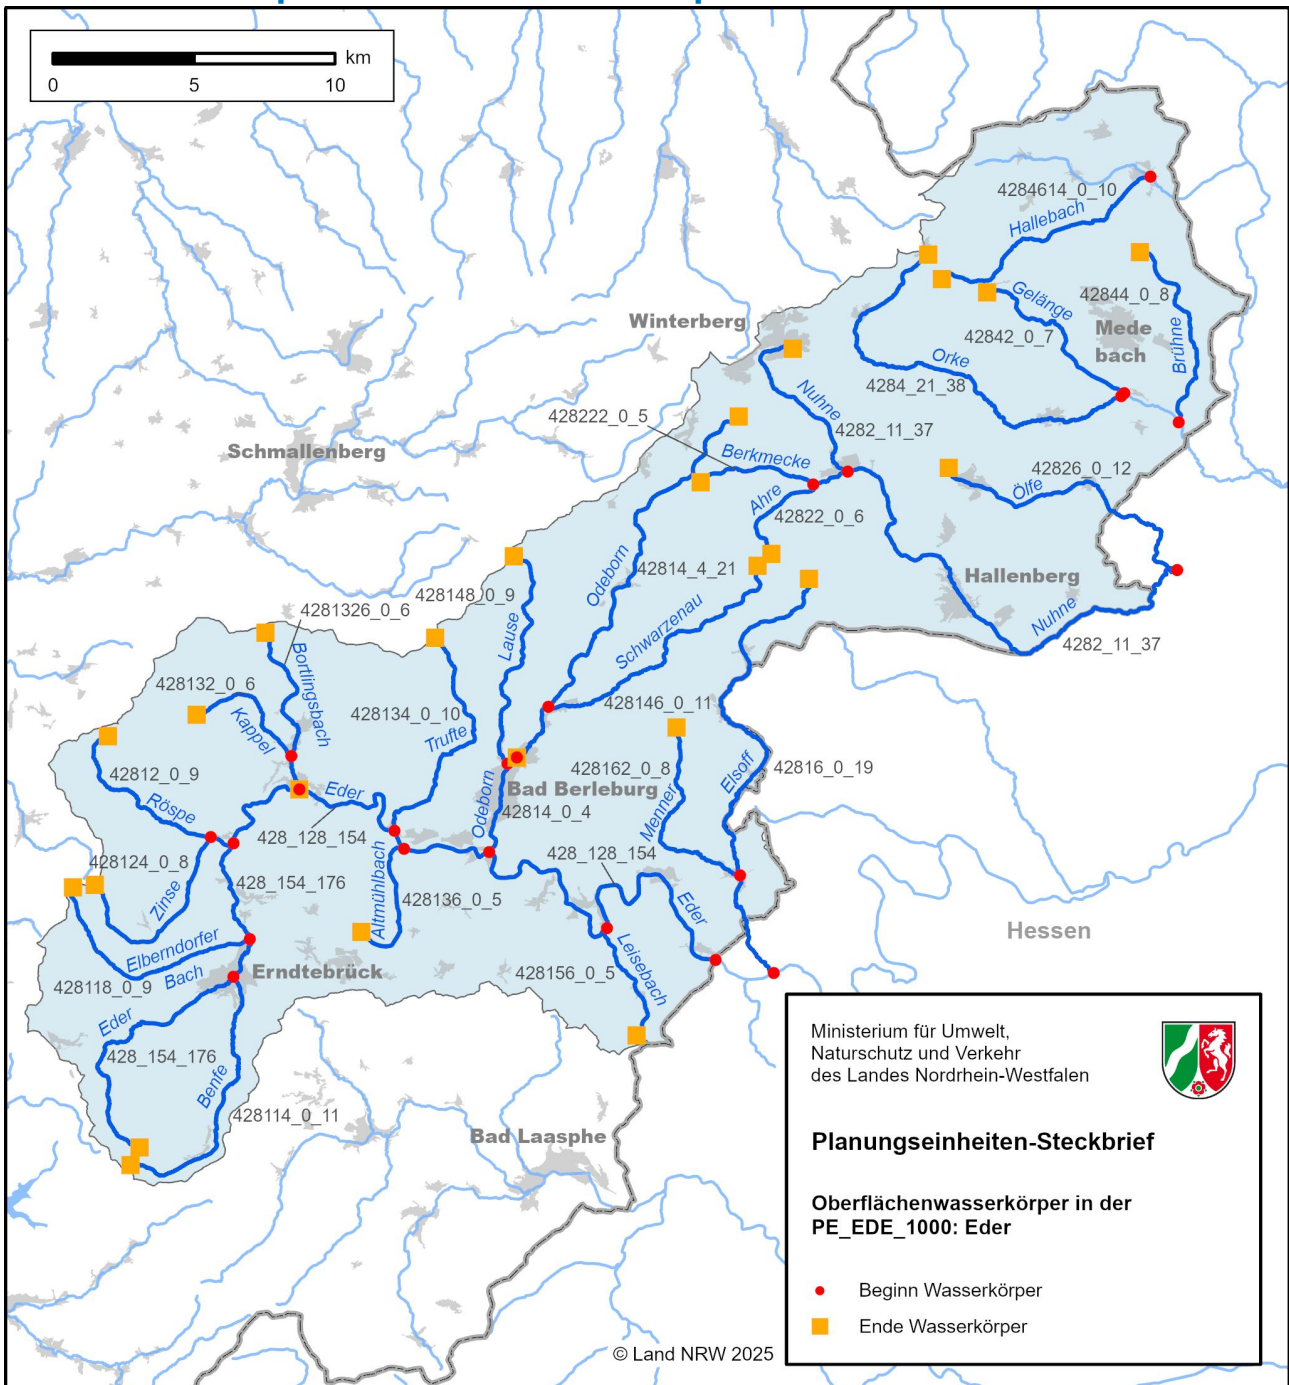 km
0 5 10
4284614_0_10
Hallebach
Gelänge
42844_0_8
Winterberg
42842_0_7
Mede
bach
Brühne
Orke
4284_21_38
Nuhne
428222_0_5
4282_11_37
Schmallenberg
Berkmecke
42826_0_12
Ölfe
Ahre
42822_0_6
Odeborn
42814_4_21
Hallenberg
428148_0_9
4281326_0_6
Lause
Schwarzenau
Nuhne
4282_11_37
Bortlingsbach
428132_0_6
428146_0_11
428134_0_10
Kappel
Trufte
42812_0_9
428162_0_8
Elsoff
42816_0_19
Eder
Bad Berleburg
Röspe
Odeborn
42814_0_4
Menner
428_128_154
428_128_154
428124_0_8
Zinse
428_154_176
Altmühlbach
428136_0_5
Eder
Hessen
Elberndorfer
Bach
Erndtebrück
Leisebach
428156_0_5
428118_0_9
Eder
428_154_176
Benfe
428114_0_11
Bad Laasphe
Ministerium für Umwelt,
Naturschutz und Verkehr
des Landes Nordrhein-Westfalen
Planungseinheiten-Steckbrief
Oberflächenwasserkörper in der
PE_EDE_1000: Eder
Beginn Wasserkörper
Ende Wasserkörper
© Land NRW 2025